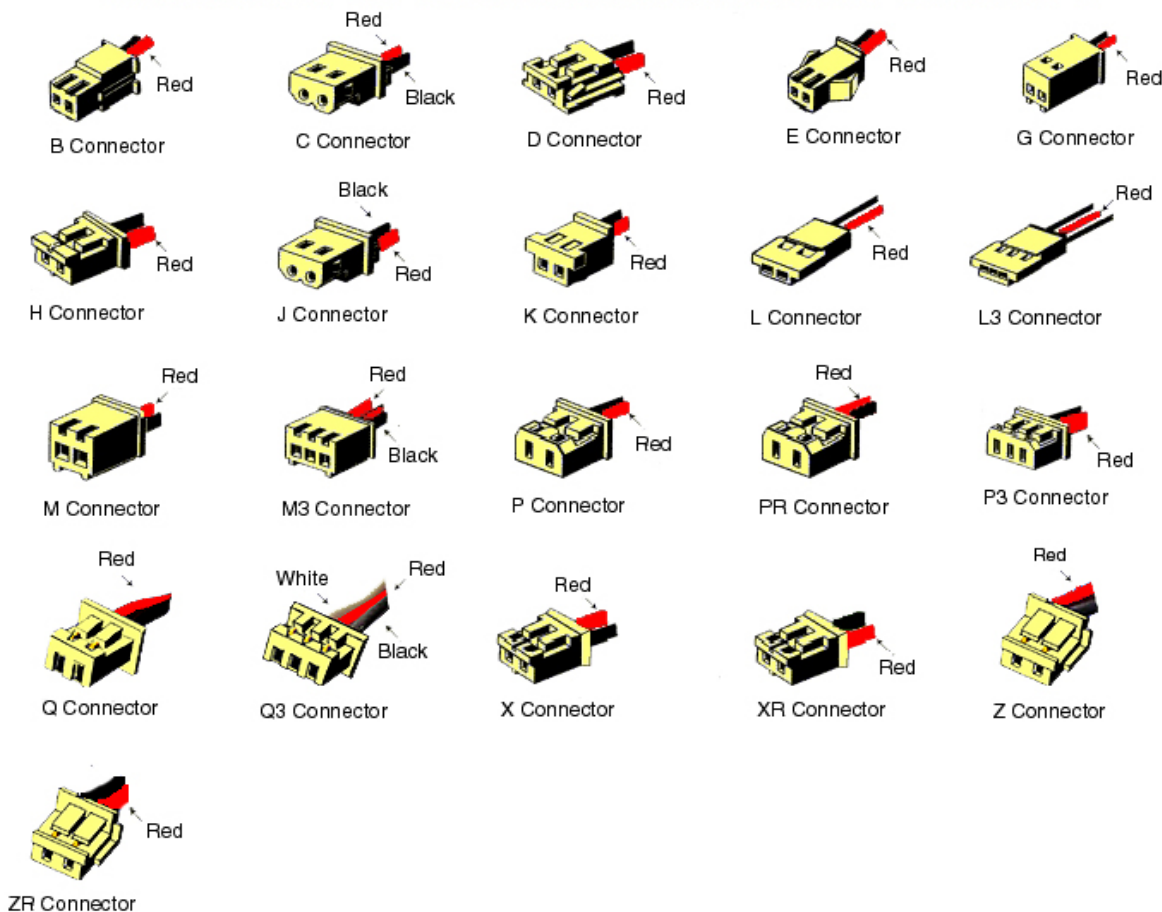 Red
B Connector
Red
Black
C Connector
Red
D Connector
Red
E Connector
Red
G Connector
Red
H Connector
Black
Red
J Connector
Red
K Connector
Red
L Connector
Red
L3 Connector
Red
M Connector
Red
Black
M3 Connector
Red
P Connector
Red
PR Connector
Red
P3 Connector
Red
Q Connector
White
Red
Black
Q3 Connector
Red
X Connector
Red
XR Connector
Red
Z Connector
Red
ZR Connector